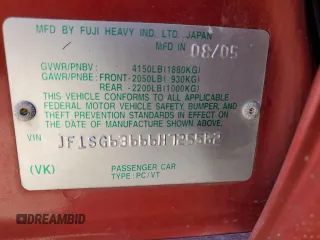 MFD BY FUJI HEAVY IND. LTD. JAPAN
MFD IN 08/05
GVWR/PNBV: 4150LB(1880KG)
GAWR/PNBE: FRONT-2050LB( 930KG)
REAR -2200LB(1000KG)
THIS VEHICLE CONFORMS TO ALL APPLICABLE
FEDERAL MOTOR VEHICLE SAFETY, BUMPER, AND
THEFT PREVENTION STANDARDS IN EFFECT ON THE
DATE OF MANUFACTURE SHOWN ABOVE.
VIN
(VK)
PASSENGER CAR
TYPE:PC/VT
DREAMBID